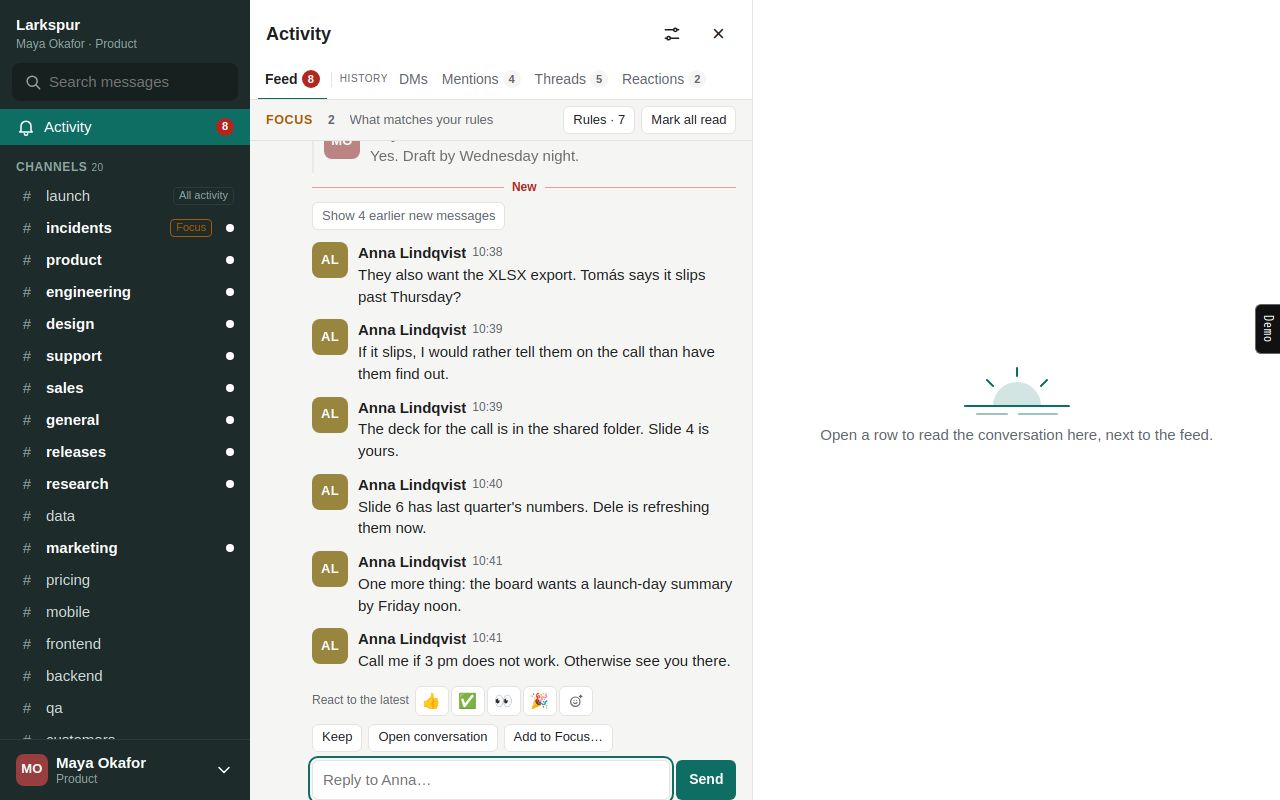 Larkspur
Maya Okafor · Product
Search messages
Activity
8
CHANNELS 20
# launch
All activity
# incidents
Focus
# product
# engineering
# design
# support
# sales
# general
# releases
# research
# data
# marketing
# pricing
# mobile
# frontend
# backend
# qa
# customers
MO
Maya Okafor
Product
Activity
Feed 8
HISTORY
DMs
Mentions 4
Threads 5
Reactions 2
FOCUS 2 What matches your rules
Rules · 7
Mark all read
MO
Yes. Draft by Wednesday night.
New
Show 4 earlier new messages
AL
Anna Lindqvist 10:38
They also want the XLSX export. Tomás says it slips
past Thursday?
AL
Anna Lindqvist 10:39
If it slips, I would rather tell them on the call than have
them find out.
AL
Anna Lindqvist 10:39
The deck for the call is in the shared folder. Slide 4 is
yours.
AL
Anna Lindqvist 10:40
Slide 6 has last quarter's numbers. Dele is refreshing
them now.
AL
Anna Lindqvist 10:41
One more thing: the board wants a launch-day summary
by Friday noon.
AL
Anna Lindqvist 10:41
Call me if 3 pm does not work. Otherwise see you there.
React to the latest
Keep
Open conversation
Add to Focus…
Reply to Anna…
Send
Open a row to read the conversation here, next to the feed.
Demo